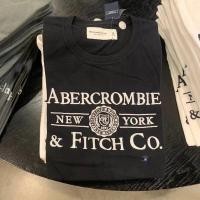 ABERCROMBIE
NEW YORK
& FITCH CO.